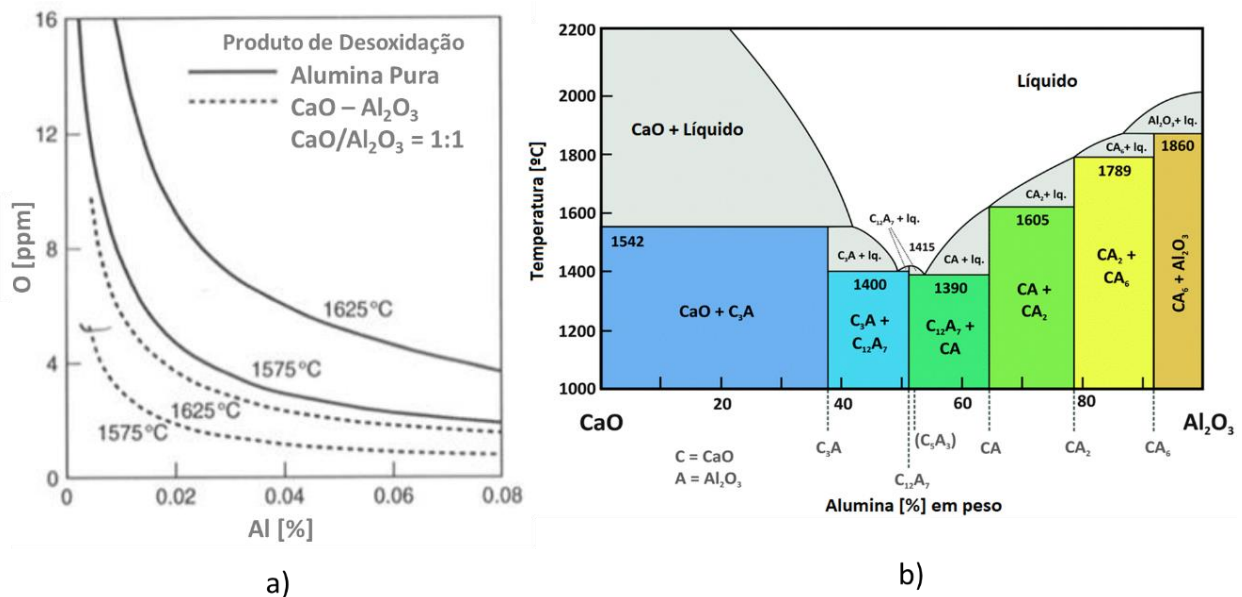 16
12
8
4
0
O [ppm]
Produto de Desoxidação
Alumina Pura
CaO – Al₂O₃
CaO/Al₂O₃ = 1:1
1625°C
1575°C
1625°C
1575°C
0
0.02
0.04
0.06
0.08
Al [%]
a)
b)
2200
2000
1800
1600
1400
1200
1000
Temperatura [ºC]
Líquido
CaO + Líquido
Al₂O₃+ lq.
CA₆+ lq.
1860
1789
CA₂+ lq.
1605
C₁₂A₇ + lq.
1415
1542
C₃A + lq.
CA + lq.
1400
1390
CaO + C₃A
C₃A +
C₁₂A₇
C₁₂A₇ +
CA
CA +
CA₂
CA₂ +
CA₆
CA₆ + Al₂O₃
CaO
20
40
60
80
Al₂O₃
C₃A
(C₅A₃)
CA
CA₂
CA₆
C₁₂A₇
C = CaO
A = Al₂O₃
Alumina [%] em peso